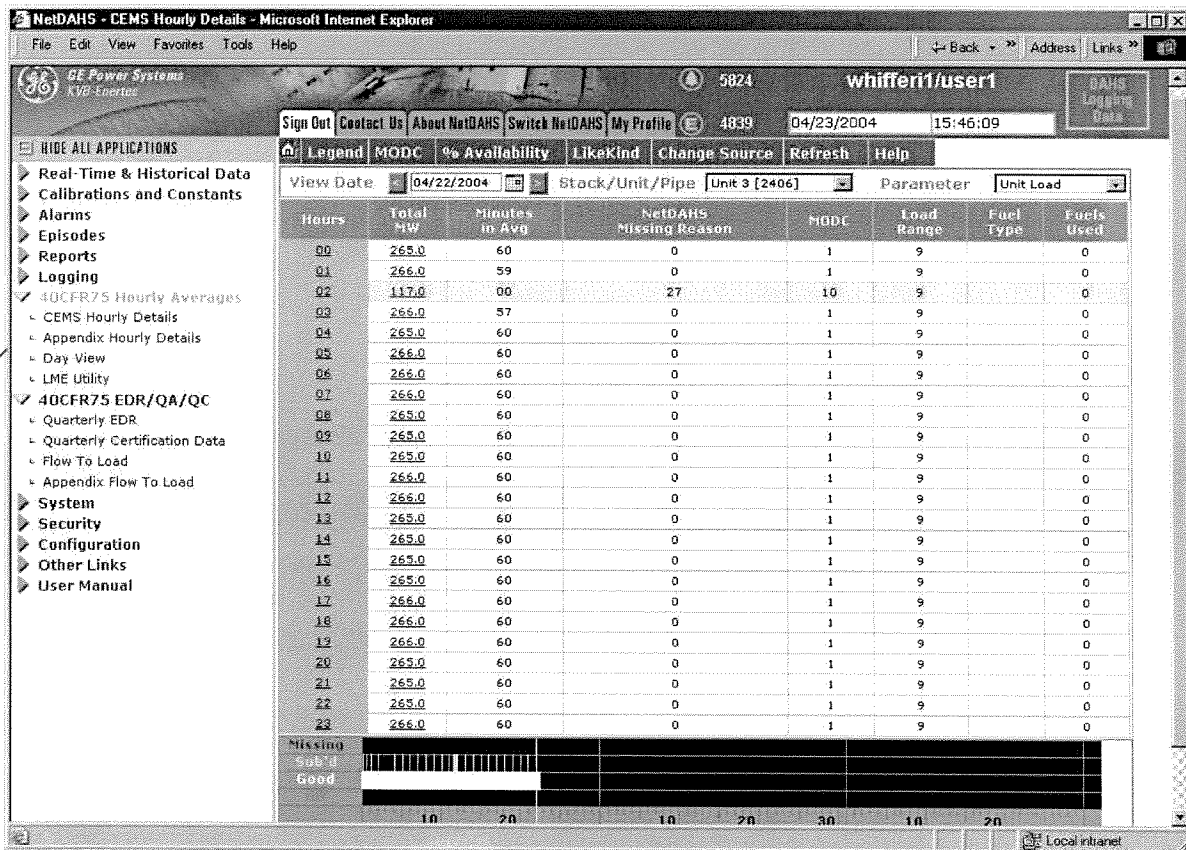 NetDAHS - CEMS Hourly Details - Microsoft Internet Explorer
File Edit View Favorites Tools Help
Back Address Links
GE Power Systems
KVB-Enertec
5824
whifferi1/user1
DAHS
Logging
Data
Sign Out Contact Us About NetDAHS Switch NetDAHS My Profile 4839 04/23/2004 15:46:09
HIDE ALL APPLICATIONS
Real-Time & Historical Data
Calibrations and Constants
Alarms
Episodes
Reports
Logging
40CFR75 Hourly Averages
CEMS Hourly Details
Appendix Hourly Details
Day View
LME Utility
40CFR75 EDR/QA/QC
Quarterly EDR
Quarterly Certification Data
Flow To Load
Appendix Flow To Load
System
Security
Configuration
Other Links
User Manual
Legend MODC % Availability LikeKind Change Source Refresh Help
View Date 04/22/2004 Stack/Unit/Pipe Unit 3 [2406] Parameter Unit Load
Hours Total MW Minutes in Avg NetDAHS Missing Reason MODC Load Range Fuel Type Fuels Used
00 265.0 60 0 1 9 0
01 266.0 59 0 1 9 0
02 117.0 00 27 10 9 0
03 266.0 57 0 1 9 0
04 265.0 60 0 1 9 0
05 266.0 60 0 1 9 0
06 266.0 60 0 1 9 0
07 266.0 60 0 1 9 0
08 265.0 60 0 1 9 0
09 265.0 60 0 1 9 0
10 265.0 60 0 1 9 0
11 266.0 60 0 1 9 0
12 266.0 60 0 1 9 0
13 265.0 60 0 1 9 0
14 265.0 60 0 1 9 0
15 265.0 60 0 1 9 0
16 265.0 60 0 1 9 0
17 266.0 60 0 1 9 0
18 266.0 60 0 1 9 0
19 266.0 60 0 1 9 0
20 265.0 60 0 1 9 0
21 265.0 60 0 1 9 0
22 265.0 60 0 1 9 0
23 266.0 60 0 1 9 0
Missing
Sub'd
Good
10 20 10 20 30 10 20
Local intranet